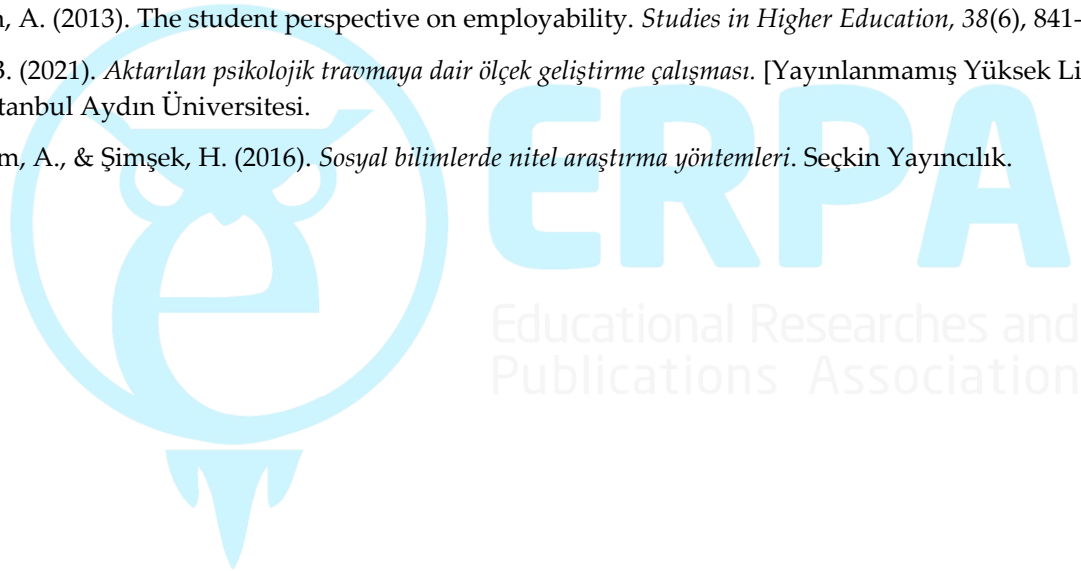 n, A. (2013). The student perspective on employability. Studies in Higher Education, 38(6), 841-
B. (2021). Aktarılan psikolojik travmaya dair ölçek geliştirme çalışması. [Yayınlanmamış Yüksek Li
tanbul Aydın Üniversitesi.
m, A., & Şimşek, H. (2016). Sosyal bilimlerde nitel araştırma yöntemleri. Seçkin Yayıncılık.
ERPA
Educational Researches and
Publications Association